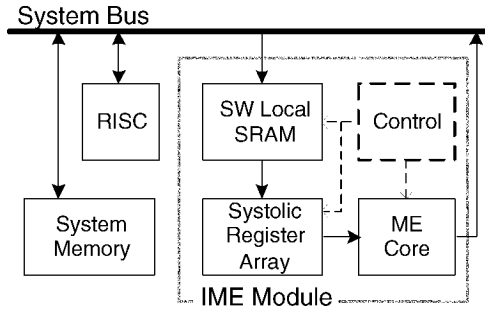 System Bus
RISC
SW Local
SRAM
Control
System
Memory
Systolic
Register
Array
ME
Core
IME Module